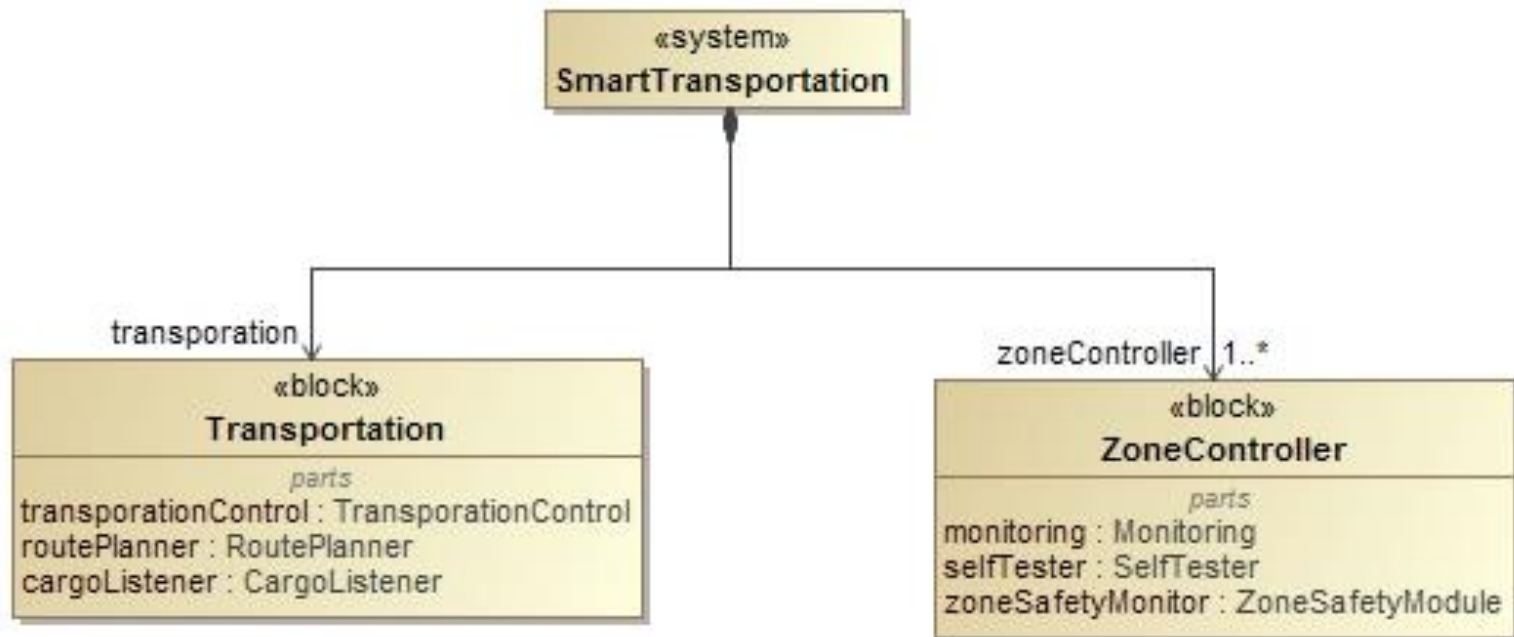 «system»
SmartTransportation
transporation
zoneController 1..*
«block»
Transportation
parts
transporationControl : TransporationControl
routePlanner : RoutePlanner
cargoListener : CargoListener
«block»
ZoneController
parts
monitoring : Monitoring
selfTester : SelfTester
zoneSafetyMonitor : ZoneSafetyModule